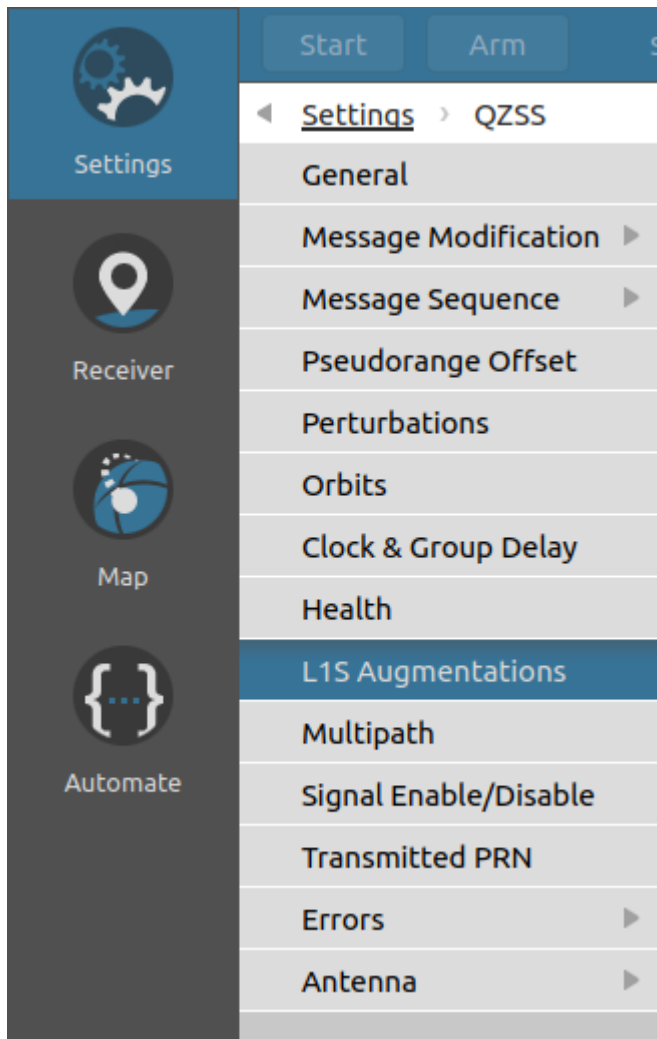 Start Arm
Settings › QZSS
Settings
General
Message Modification
Message Sequence
Receiver
Pseudorange Offset
Perturbations
Orbits
Clock & Group Delay
Map
Health
L1S Augmentations
{...}
Multipath
Automate
Signal Enable/Disable
Transmitted PRN
Errors
Antenna